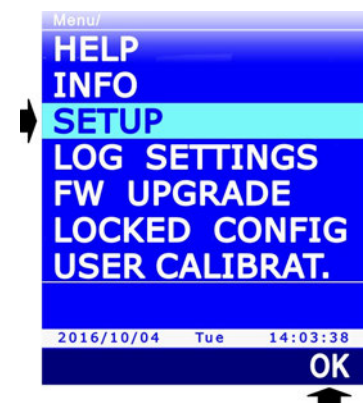 Menu/
HELP
INFO
SETUP
LOG SETTINGS
FW UPGRADE
LOCKED CONFIG
USER CALIBRAT.
2016/10/04 Tue 14:03:38
OK